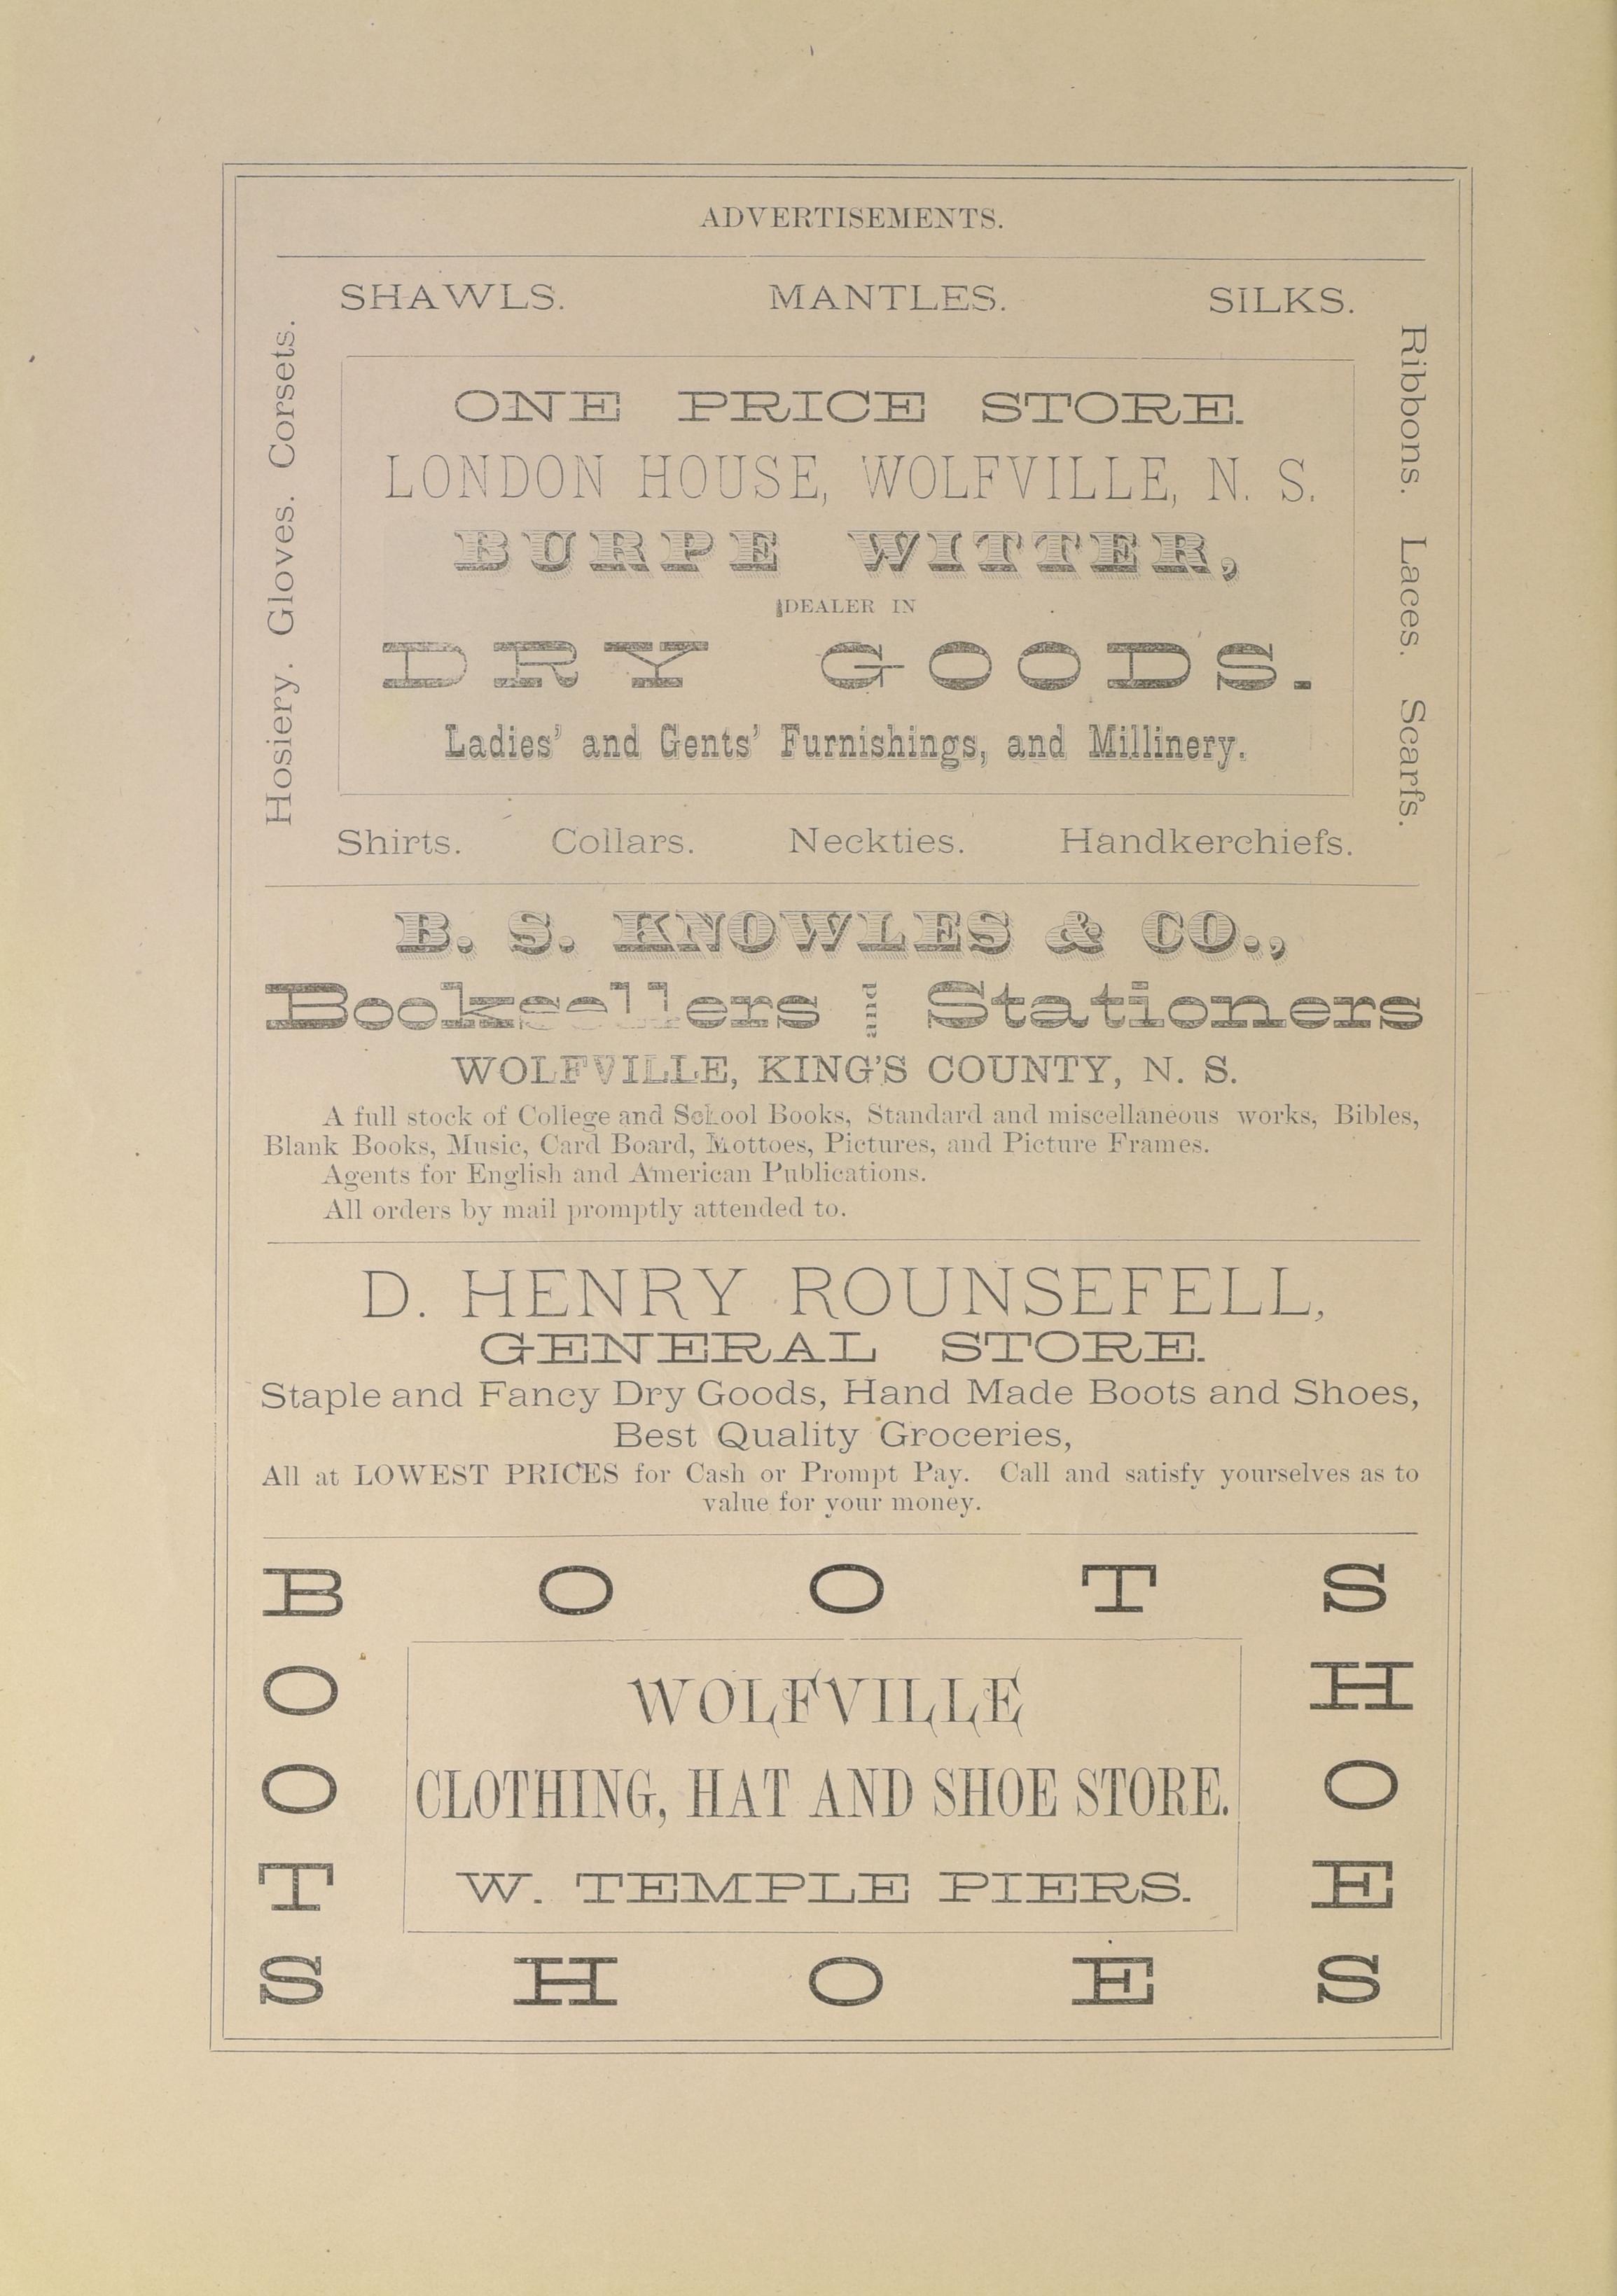 ADVERTISEMENTS.
SHAWLS. MANTLES. SILKS.
Hosiery. Gloves. Corsets.
Ribbons. Laces. Scarfs.
ONE PRICE STORE.
LONDON HOUSE, WOLFVILLE, N. S.
BURPE WITTER,
DEALER IN
DRY GOODS.
Ladies' and Gents' Furnishings, and Millinery.
Shirts. Collars. Neckties. Handkerchiefs.
B. S. KNOWLES & CO.,
Booksellers and Stationers
WOLFVILLE, KING'S COUNTY, N. S.
A full stock of College and School Books, Standard and miscellaneous works, Bibles,
Blank Books, Music, Card Board, Mottoes, Pictures, and Picture Frames.
Agents for English and American Publications.
All orders by mail promptly attended to.
D. HENRY ROUNSEFELL,
GENERAL STORE.
Staple and Fancy Dry Goods, Hand Made Boots and Shoes,
Best Quality Groceries,
All at LOWEST PRICES for Cash or Prompt Pay. Call and satisfy yourselves as to
value for your money.
BOOTS
BOOTS
SHOES
WOLFVILLE
CLOTHING, HAT AND SHOE STORE.
W. TEMPLE PIERS.
SHOES